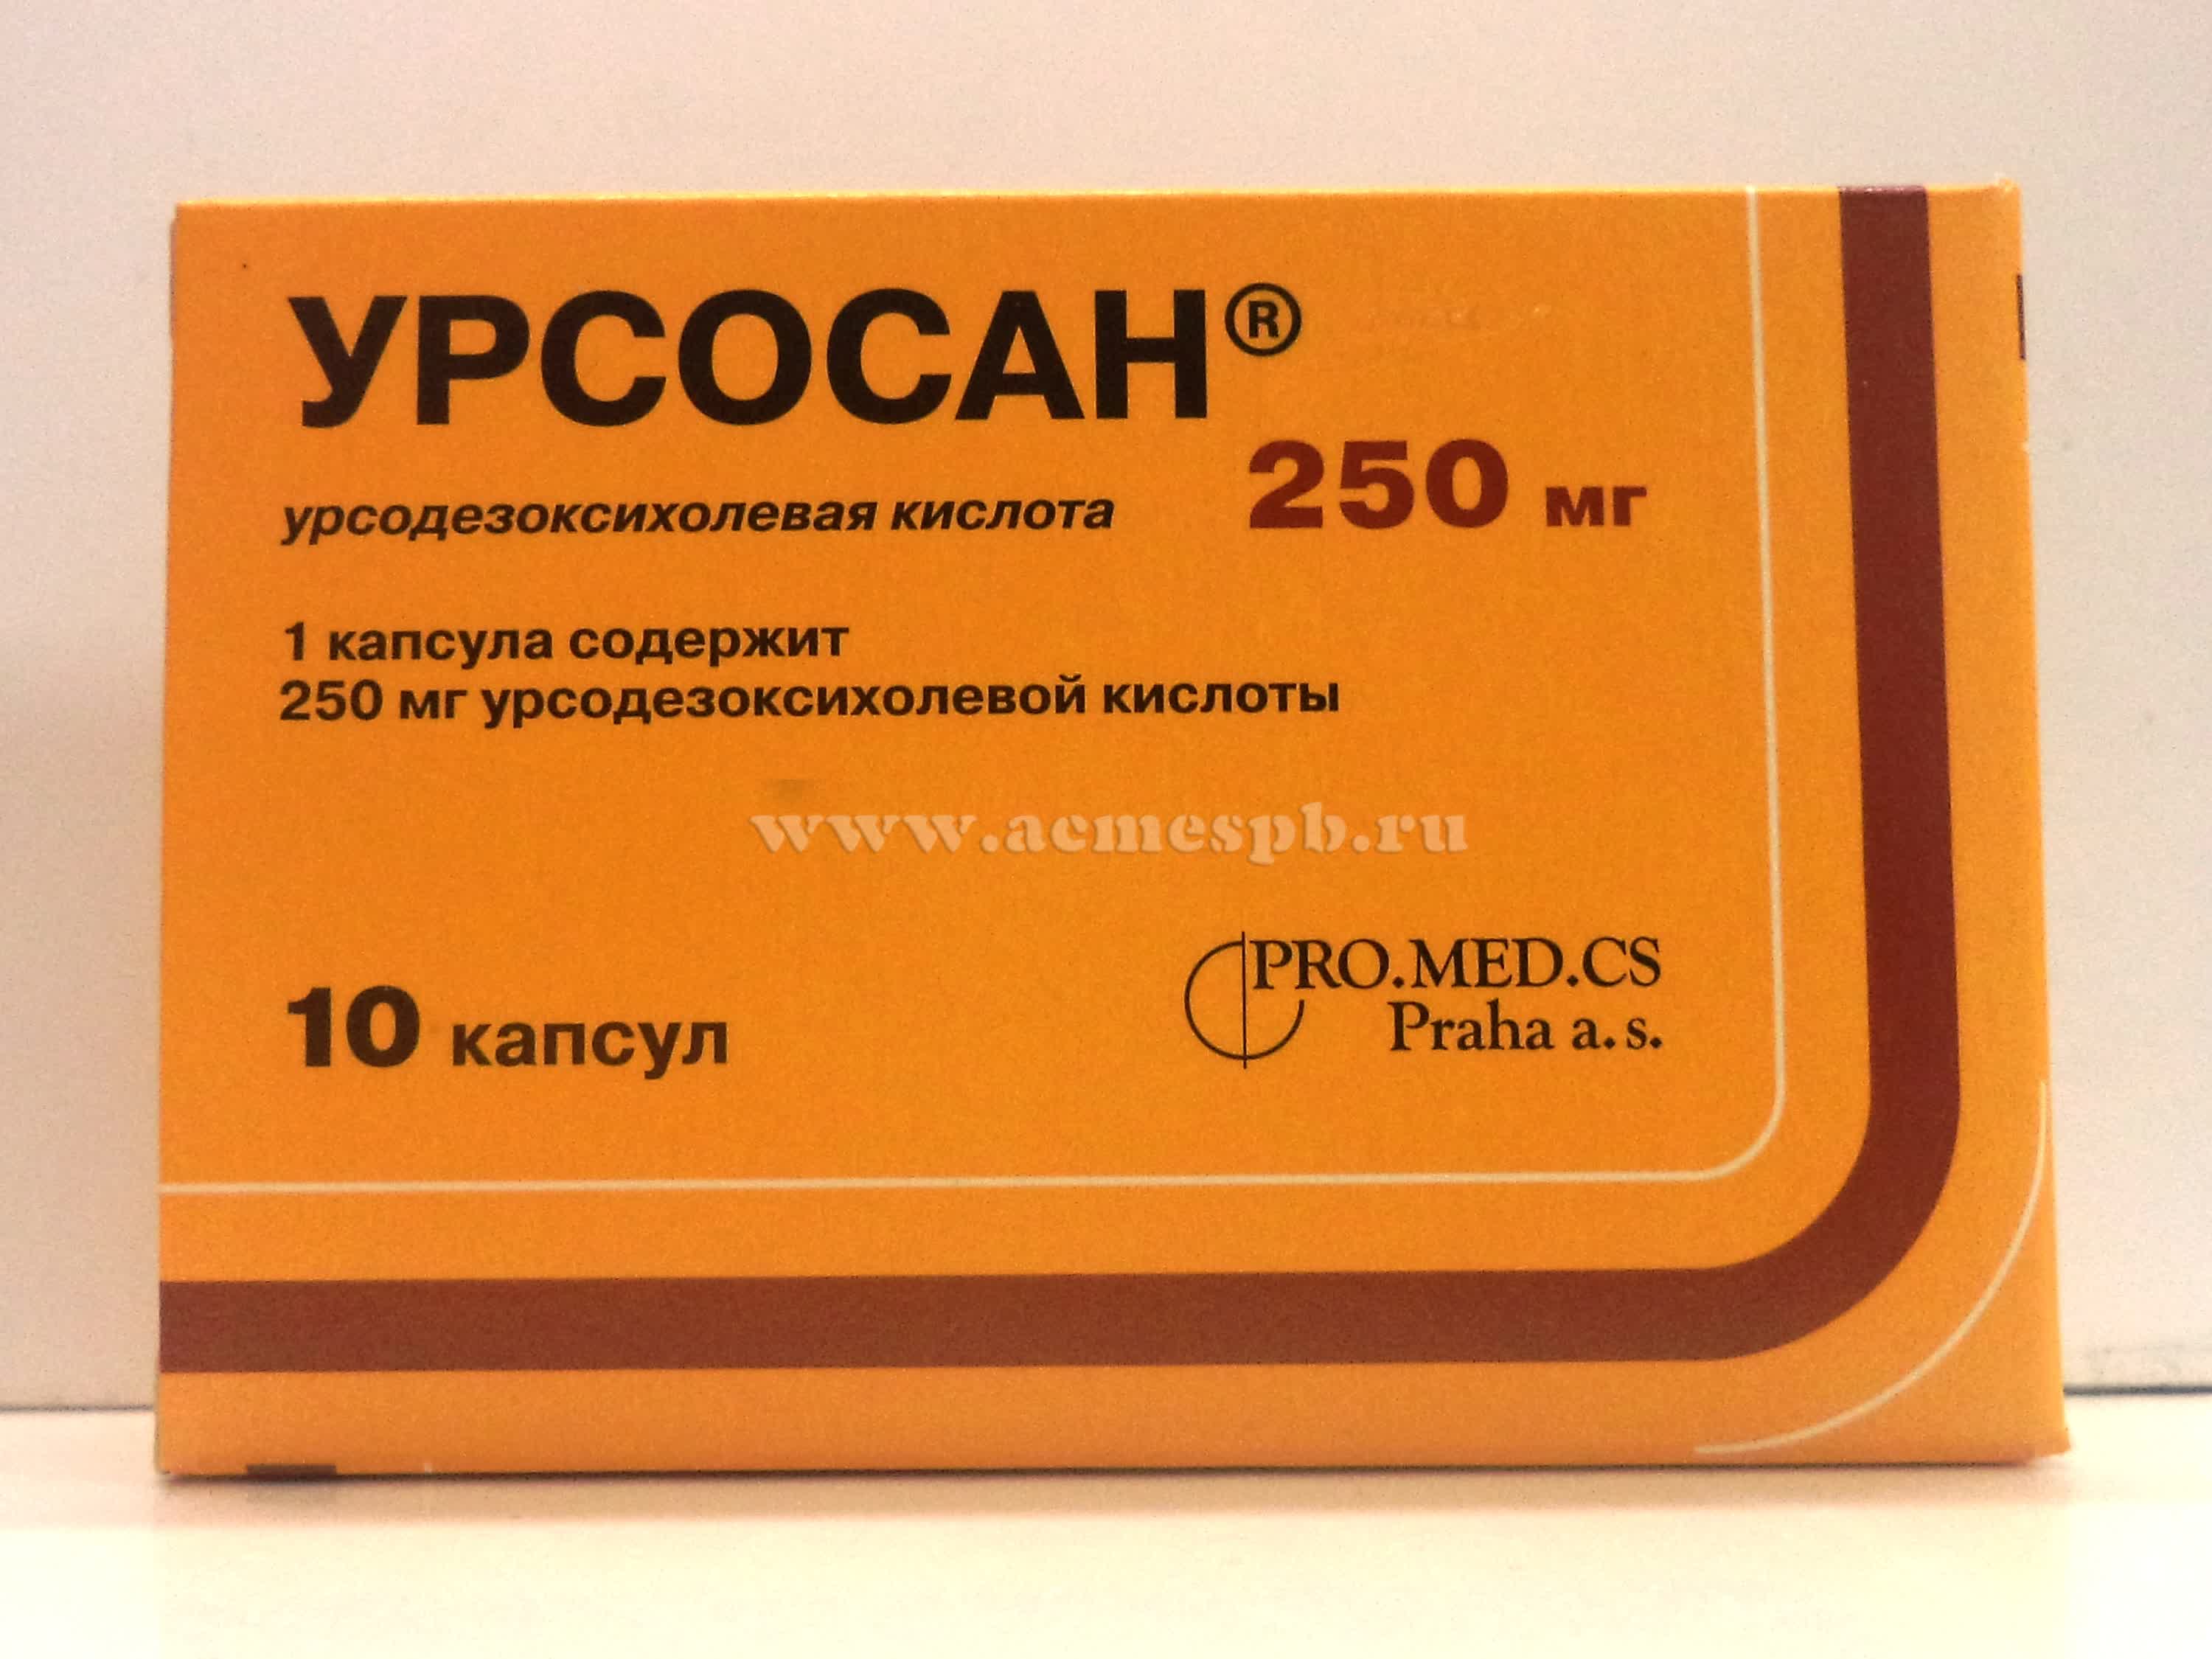 УРСОСАН®
250 мг
урсодезоксихолевая кислота
1 капсула содержит
250 мг урсодезоксихолевой кислоты
www.acmespb.ru
PRO.MED.CS
Praha a. s.
10 капсул